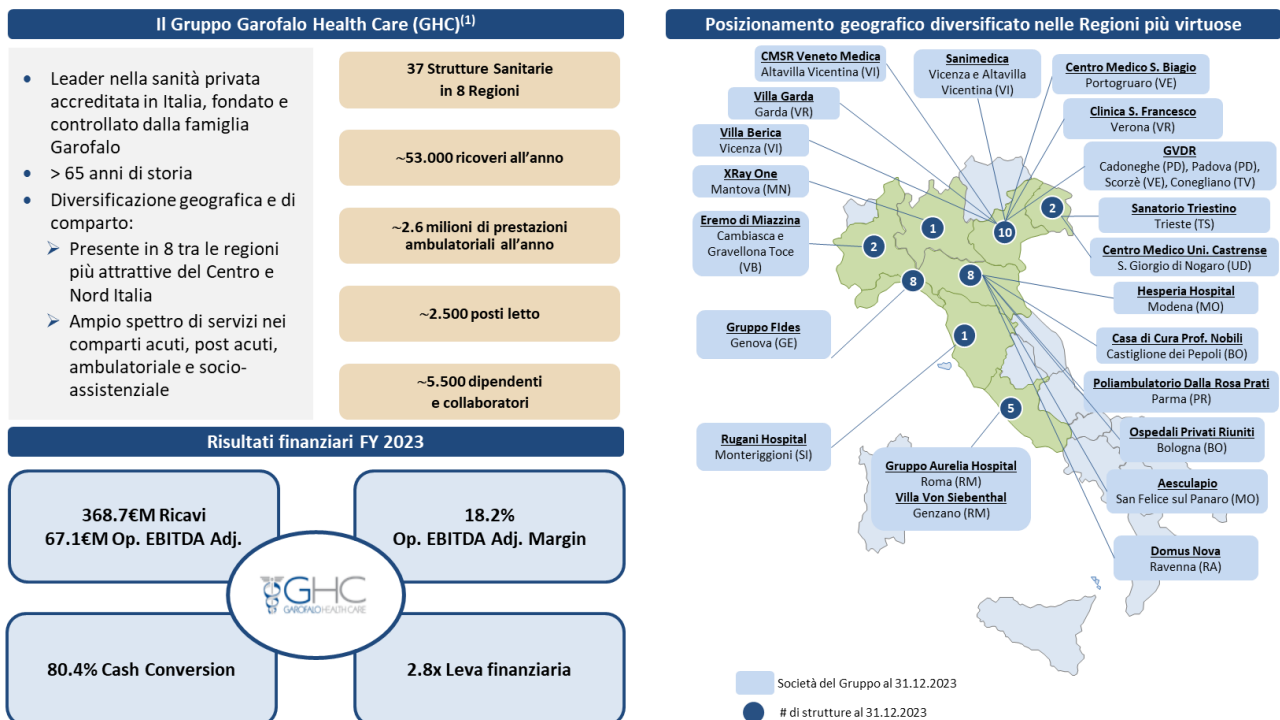 Il Gruppo Garofalo Health Care (GHC)(1)
• Leader nella sanità privata
accreditata in Italia, fondato e
controllato dalla famiglia
Garofalo
• > 65 anni di storia
• Diversificazione geografica e di
comparto:
➢ Presente in 8 tra le regioni
più attrattive del Centro e
Nord Italia
➢ Ampio spettro di servizi nei
comparti acuti, post acuti,
ambulatoriale e socio-
assistenziale
37 Strutture Sanitarie
in 8 Regioni
~53.000 ricoveri all'anno
~2.6 milioni di prestazioni
ambulatoriali all'anno
~2.500 posti letto
~5.500 dipendenti
e collaboratori
Risultati finanziari FY 2023
368.7€M Ricavi
67.1€M Op. EBITDA Adj.
18.2%
Op. EBITDA Adj. Margin
GHC
GAROFALO HEALTH CARE
80.4% Cash Conversion
2.8x Leva finanziaria
Posizionamento geografico diversificato nelle Regioni più virtuose
CMSR Veneto Medica
Altavilla Vicentina (VI)
Sanimedica
Vicenza e Altavilla
Vicentina (VI)
Centro Medico S. Biagio
Portogruaro (VE)
Villa Garda
Garda (VR)
Clinica S. Francesco
Verona (VR)
Villa Berica
Vicenza (VI)
GVDR
Cadoneghe (PD), Padova (PD),
Scorzè (VE), Conegliano (TV)
XRay One
Mantova (MN)
Sanatorio Triestino
Trieste (TS)
Eremo di Miazzina
Cambiasca e
Gravellona Toce
(VB)
Centro Medico Uni. Castrense
S. Giorgio di Nogaro (UD)
Hesperia Hospital
Modena (MO)
Gruppo FIdes
Genova (GE)
Casa di Cura Prof. Nobili
Castiglione dei Pepoli (BO)
Poliambulatorio Dalla Rosa Prati
Parma (PR)
Rugani Hospital
Monteriggioni (SI)
Ospedali Privati Riuniti
Bologna (BO)
Gruppo Aurelia Hospital
Roma (RM)
Villa Von Siebenthal
Genzano (RM)
Aesculapio
San Felice sul Panaro (MO)
Domus Nova
Ravenna (RA)
2
1
10
2
8
8
1
5
Società del Gruppo al 31.12.2023
# di strutture al 31.12.2023